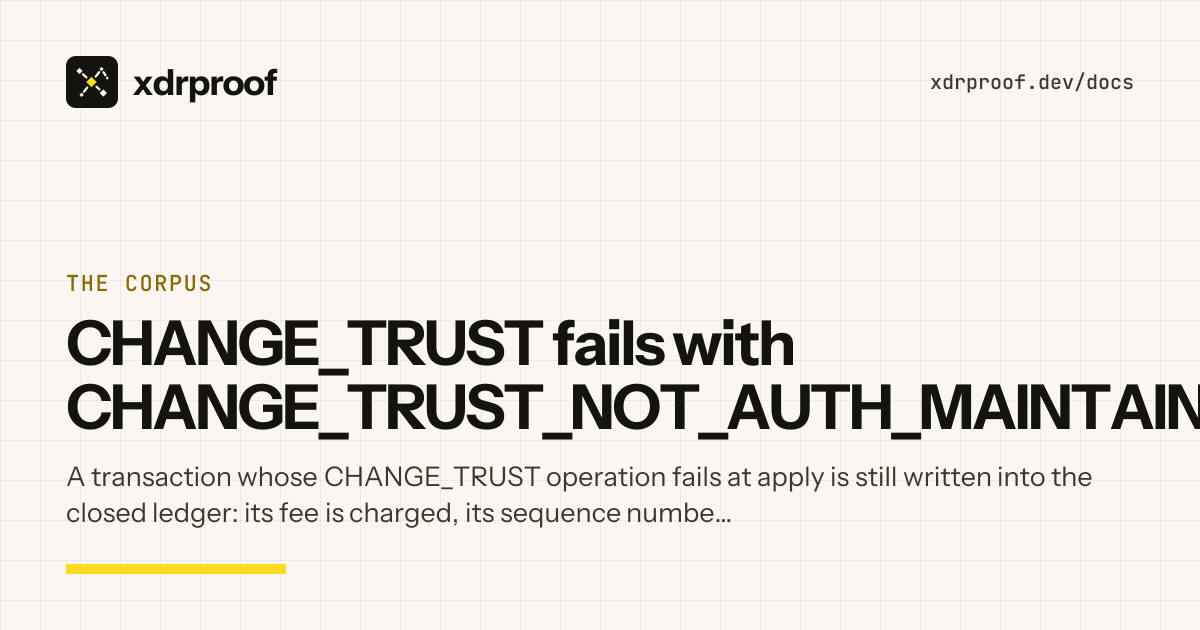 xdrproof
xdrproof.dev/docs
THE CORPUS
CHANGE_TRUST fails with
CHANGE_TRUST_NOT_AUTH_MAINTAIN
A transaction whose CHANGE_TRUST operation fails at apply is still written into the
closed ledger: its fee is charged, its sequence numbe...